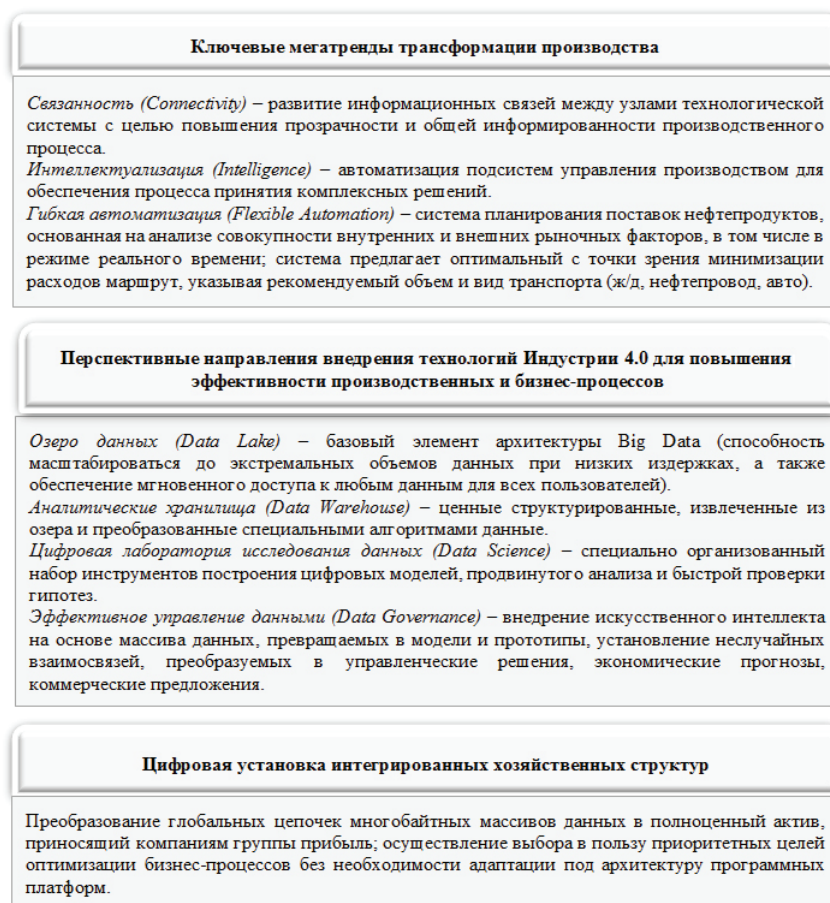 Ключевые мегатренды трансформации производства
Связанность (Connectivity) – развитие информационных связей между узлами технологической
системы с целью повышения прозрачности и общей информированности производственного
процесса.
Интеллектуализация (Intelligence) – автоматизация подсистем управления производством для
обеспечения процесса принятия комплексных решений.
Гибкая автоматизация (Flexible Automation) – система планирования поставок нефтепродуктов,
основанная на анализе совокупности внутренних и внешних рыночных факторов, в том числе в
режиме реального времени; система предлагает оптимальный с точки зрения минимизации
расходов маршрут, указывая рекомендуемый объем и вид транспорта (ж/д, нефтепровод, авто).
Перспективные направления внедрения технологий Индустрии 4.0 для повышения
эффективности производственных и бизнес-процессов
Озеро данных (Data Lake) – базовый элемент архитектуры Big Data (способность
масштабироваться до экстремальных объемов данных при низких издержках, а также
обеспечение мгновенного доступа к любым данным для всех пользователей).
Аналитические хранилища (Data Warehouse) – ценные структурированные, извлеченные из
озера и преобразованные специальными алгоритмами данные.
Цифровая лаборатория исследования данных (Data Science) – специально организованный
набор инструментов построения цифровых моделей, продвинутого анализа и быстрой проверки
гипотез.
Эффективное управление данными (Data Governance) – внедрение искусственного интеллекта
на основе массива данных, превращаемых в модели и прототипы, установление неслучайных
взаимосвязей, преобразуемых в управленческие решения, экономические прогнозы,
коммерческие предложения.
Цифровая установка интегрированных хозяйственных структур
Преобразование глобальных цепочек многобайтных массивов данных в полноценный актив,
приносящий компаниям группы прибыль; осуществление выбора в пользу приоритетных целей
оптимизации бизнес-процессов без необходимости адаптации под архитектуру программных
платформ.